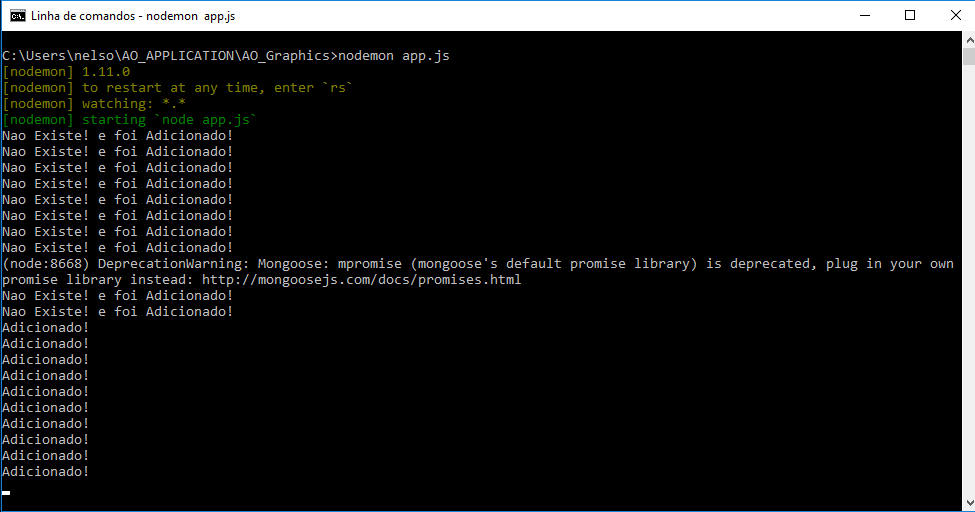 Linha de comandos - nodemon  app.js
C:\Users\nelso\AO_APPLICATION\AO_Graphics>nodemon app.js
[nodemon] 1.11.0
[nodemon] to restart at any time, enter `rs`
[nodemon] watching: *.*
[nodemon] starting `node app.js`
Nao Existe! e foi Adicionado!
Nao Existe! e foi Adicionado!
Nao Existe! e foi Adicionado!
Nao Existe! e foi Adicionado!
Nao Existe! e foi Adicionado!
Nao Existe! e foi Adicionado!
Nao Existe! e foi Adicionado!
Nao Existe! e foi Adicionado!
(node:8668) DeprecationWarning: Mongoose: mpromise (mongoose's default promise library) is deprecated, plug in your own
promise library instead: http://mongoosejs.com/docs/promises.html
Nao Existe! e foi Adicionado!
Nao Existe! e foi Adicionado!
Adicionado!
Adicionado!
Adicionado!
Adicionado!
Adicionado!
Adicionado!
Adicionado!
Adicionado!
Adicionado!
Adicionado!